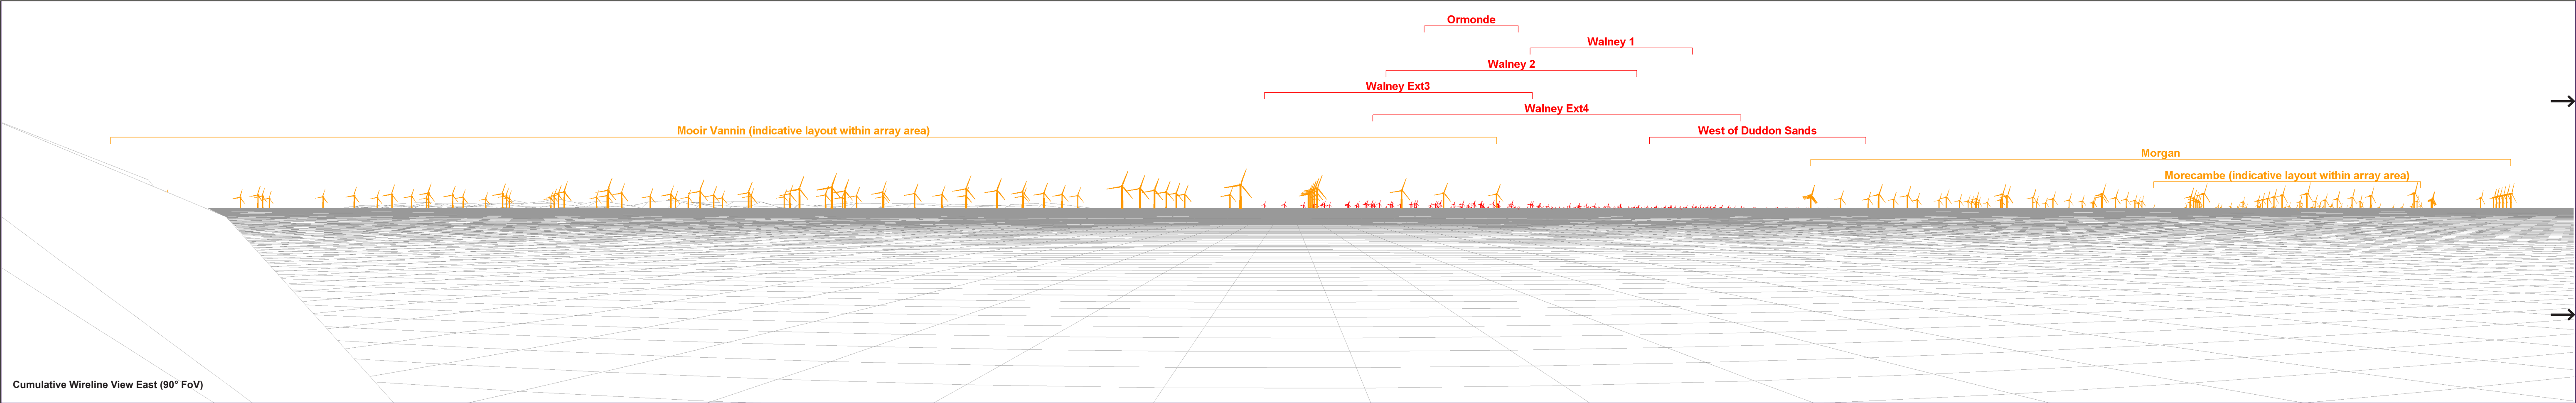 Ormonde
Walney 1
Walney 2
Walney Ext3
Walney Ext4
Mooir Vannin (indicative layout within array area)
West of Duddon Sands
Morgan
Morecambe (indicative layout within array area)
Cumulative Wireline View East (90° FoV)